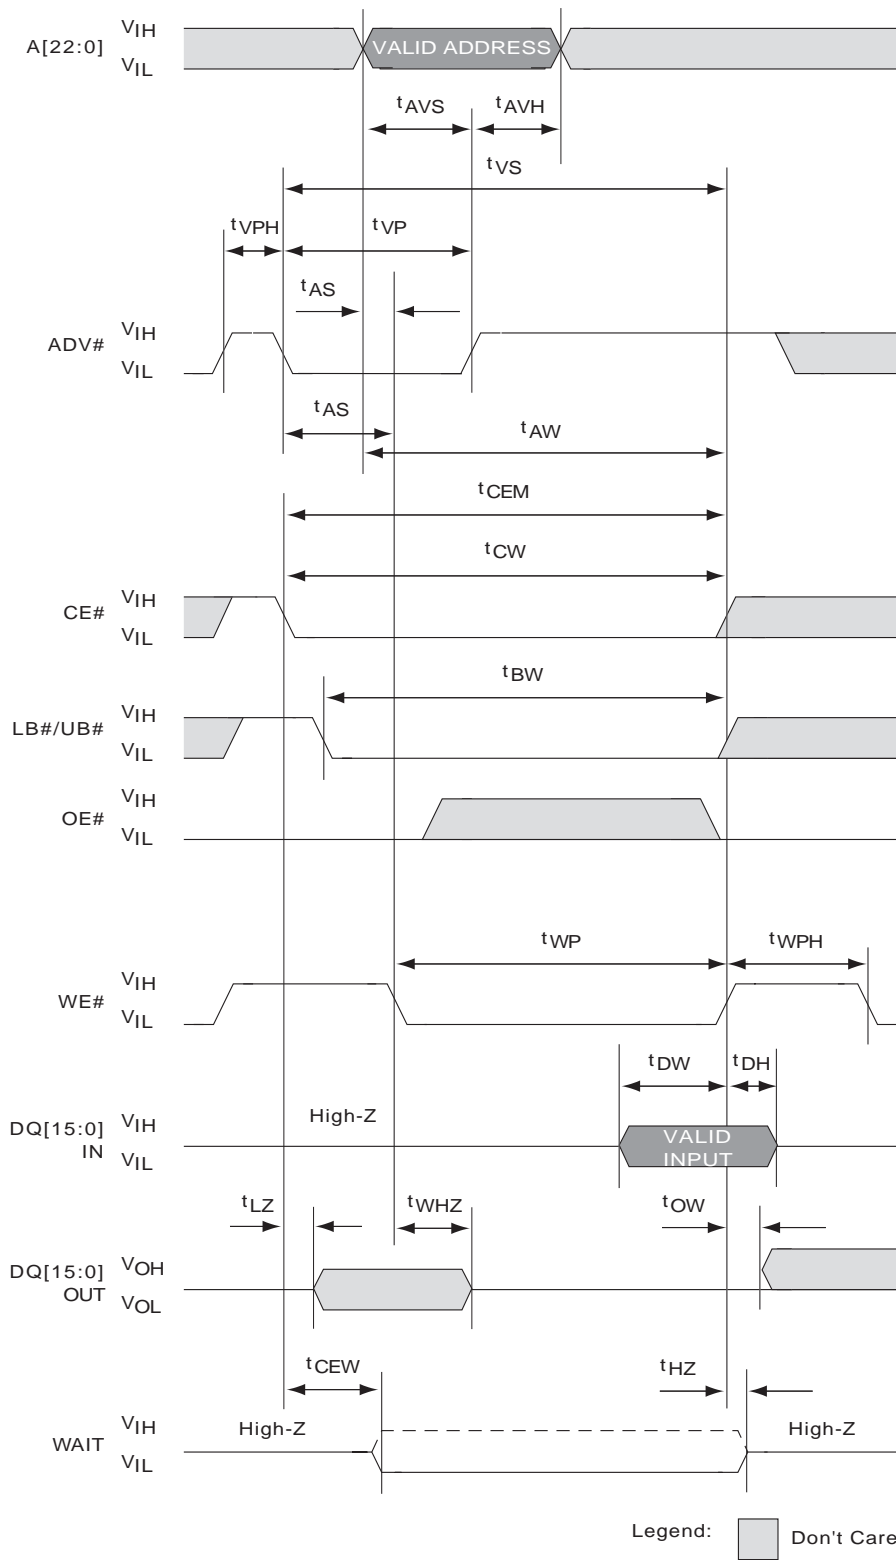 VIH
A[22:0] VALID ADDRESS
VIL
tAVS tAVH
tVS
tVPH tVP
tAS
VIH
ADV#
VIL
tAS
tAW
tCEM
tCW
VIH
CE#
VIL
tBW
VIH
LB#/UB#
VIL
VIH
OE#
VIL
tWP tWPH
VIH
WE#
VIL
tDW tDH
High-Z
VIH
DQ[15:0]
IN
VIL
VALID
INPUT
tLZ tWHZ tOW
VOH
DQ[15:0]
OUT
VOL
tCEW tHZ
VIH
High-Z High-Z
WAIT
VIL
Legend: Don't Care